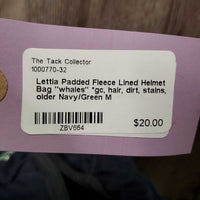 The Tack Collector
1000770-32
Lettia Padded Fleece Lined Helmet
Bag "whales" *gc, hair, dirt, stains,
older Navy/Green M
$20.00
ZBV664